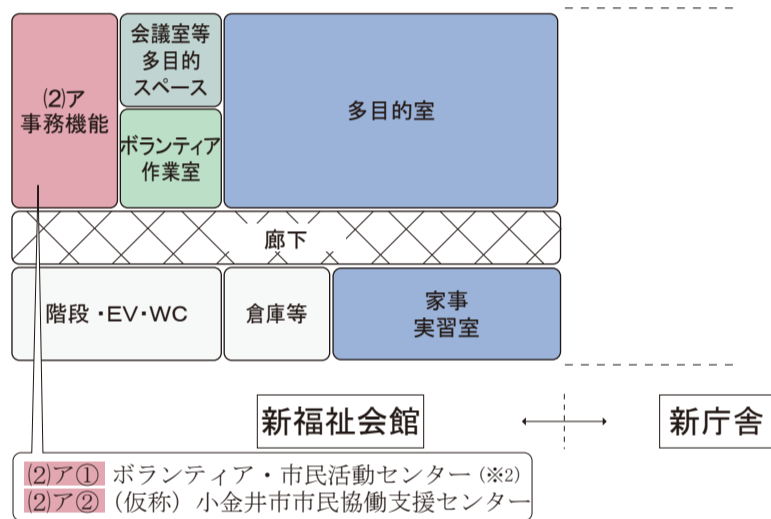 ⑵ア
事務機能
会議室等
多目的
スペース
ボランティア
作業室
多目的室
廊下
階段・EV・WC
倉庫等
家事
実習室
新福祉会館
新庁舎
⑵ア① ボランティア・市民活動センター(※2)
⑵ア② (仮称) 小金井市市民協働支援センター